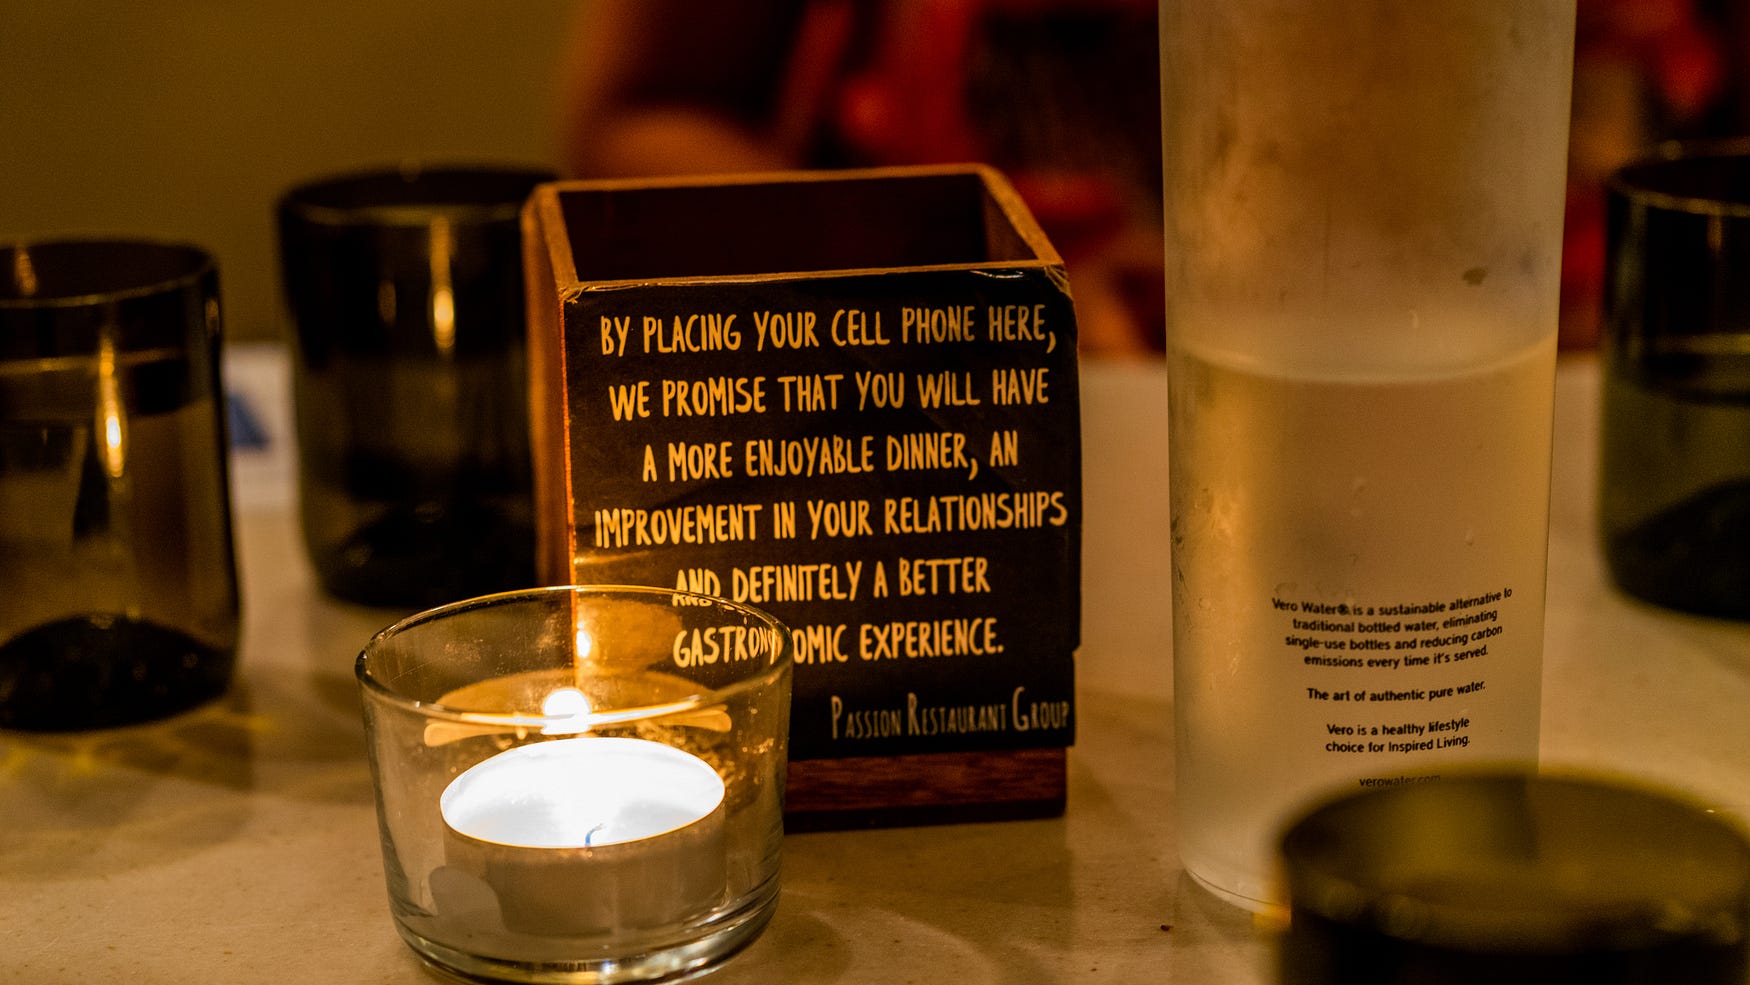 BY PLACING YOUR CELL PHONE HERE,
WE PROMISE THAT YOU WILL HAVE
A MORE ENJOYABLE DINNER, AN
IMPROVEMENT IN YOUR RELATIONSHIPS
AND DEFINITELY A BETTER
GASTRONOMIC EXPERIENCE.
PASSION RESTAURANT GROUP
Vero Water® is a sustainable alternative to
traditional bottled water, eliminating
single-use bottles and reducing carbon
emissions every time it's served.
The art of authentic pure water.
Vero is a healthy lifestyle
choice for Inspired Living.
verowater.com